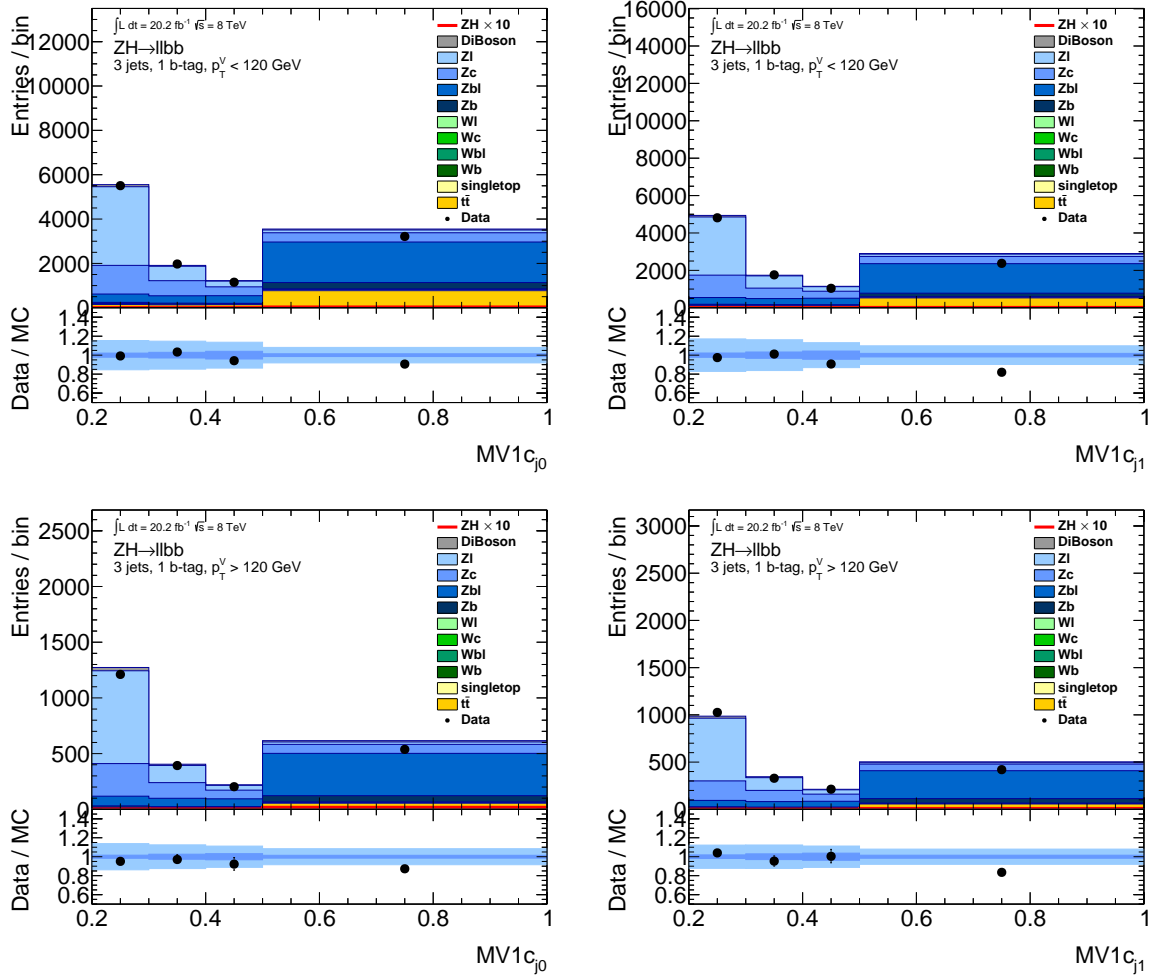 Entries / bin
12000
10000
8000
6000
4000
2000
0
∫L dt = 20.2 fb⁻¹ √s = 8 TeV
ZH→llbb
3 jets, 1 b-tag, p_T^V < 120 GeV
ZH × 10
DiBoson
Zl
Zc
Zbl
Zb
Wl
Wc
Wbl
Wb
singletop
tt̄
Data
Data / MC
1.4
1.2
1
0.8
0.6
0.2 0.4 0.6 0.8 1
MV1c_j0
Entries / bin
16000
14000
12000
10000
8000
6000
4000
2000
0
∫L dt = 20.2 fb⁻¹ √s = 8 TeV
ZH→llbb
3 jets, 1 b-tag, p_T^V < 120 GeV
ZH × 10
DiBoson
Zl
Zc
Zbl
Zb
Wl
Wc
Wbl
Wb
singletop
tt̄
Data
Data / MC
1.4
1.2
1
0.8
0.6
0.2 0.4 0.6 0.8 1
MV1c_j1
Entries / bin
2500
2000
1500
1000
500
0
∫L dt = 20.2 fb⁻¹ √s = 8 TeV
ZH→llbb
3 jets, 1 b-tag, p_T^V > 120 GeV
ZH × 10
DiBoson
Zl
Zc
Zbl
Zb
Wl
Wc
Wbl
Wb
singletop
tt̄
Data
Data / MC
1.4
1.2
1
0.8
0.6
0.2 0.4 0.6 0.8 1
MV1c_j0
Entries / bin
3000
2500
2000
1500
1000
500
0
∫L dt = 20.2 fb⁻¹ √s = 8 TeV
ZH→llbb
3 jets, 1 b-tag, p_T^V > 120 GeV
ZH × 10
DiBoson
Zl
Zc
Zbl
Zb
Wl
Wc
Wbl
Wb
singletop
tt̄
Data
Data / MC
1.4
1.2
1
0.8
0.6
0.2 0.4 0.6 0.8 1
MV1c_j1